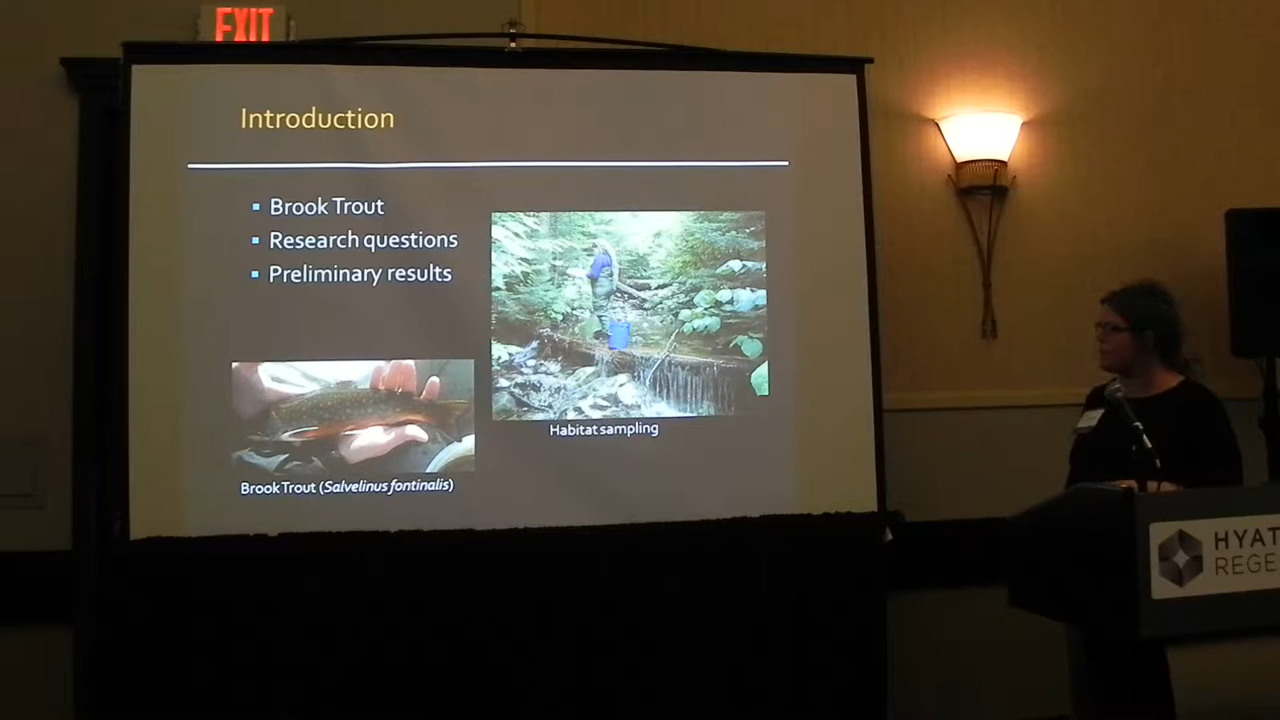 EXIT
Introduction
Brook Trout
Research questions
Preliminary results
Habitat sampling
Brook Trout (Salvelinus fontinalis)
HYAT
REGE